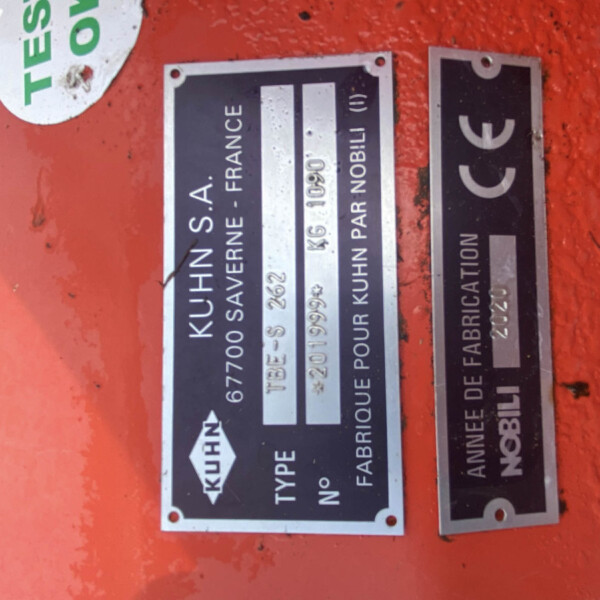 TES
OK
KUHN
KUHN S.A.
67700 SAVERNE - FRANCE
TYPE TBE-S 262
N° *201999* KG 1090
FABRIQUE POUR KUHN PAR NOBILI (I)
ANNEE DE FABRICATION
NOBILI 2020
CE